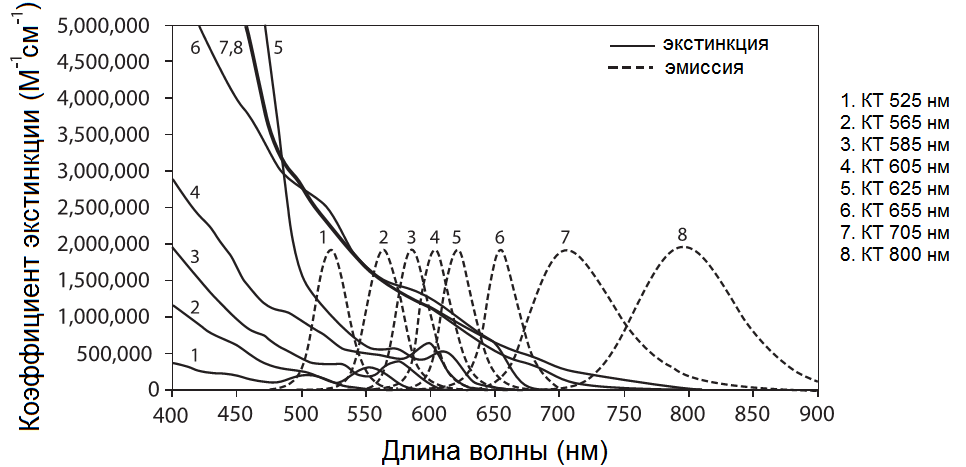 Коэффициент экстинкции (М⁻¹см⁻¹)
5,000,000
4,500,000
4,000,000
3,500,000
3,000,000
2,500,000
2,000,000
1,500,000
1,000,000
500,000
0
6 7,8 5
4
3
2
1
1 2 3 4 5 6 7 8
экстинкция
эмиссия
400 450 500 550 600 650 700 750 800 850 900
Длина волны (нм)
1. КТ 525 нм
2. КТ 565 нм
3. КТ 585 нм
4. КТ 605 нм
5. КТ 625 нм
6. КТ 655 нм
7. КТ 705 нм
8. КТ 800 нм